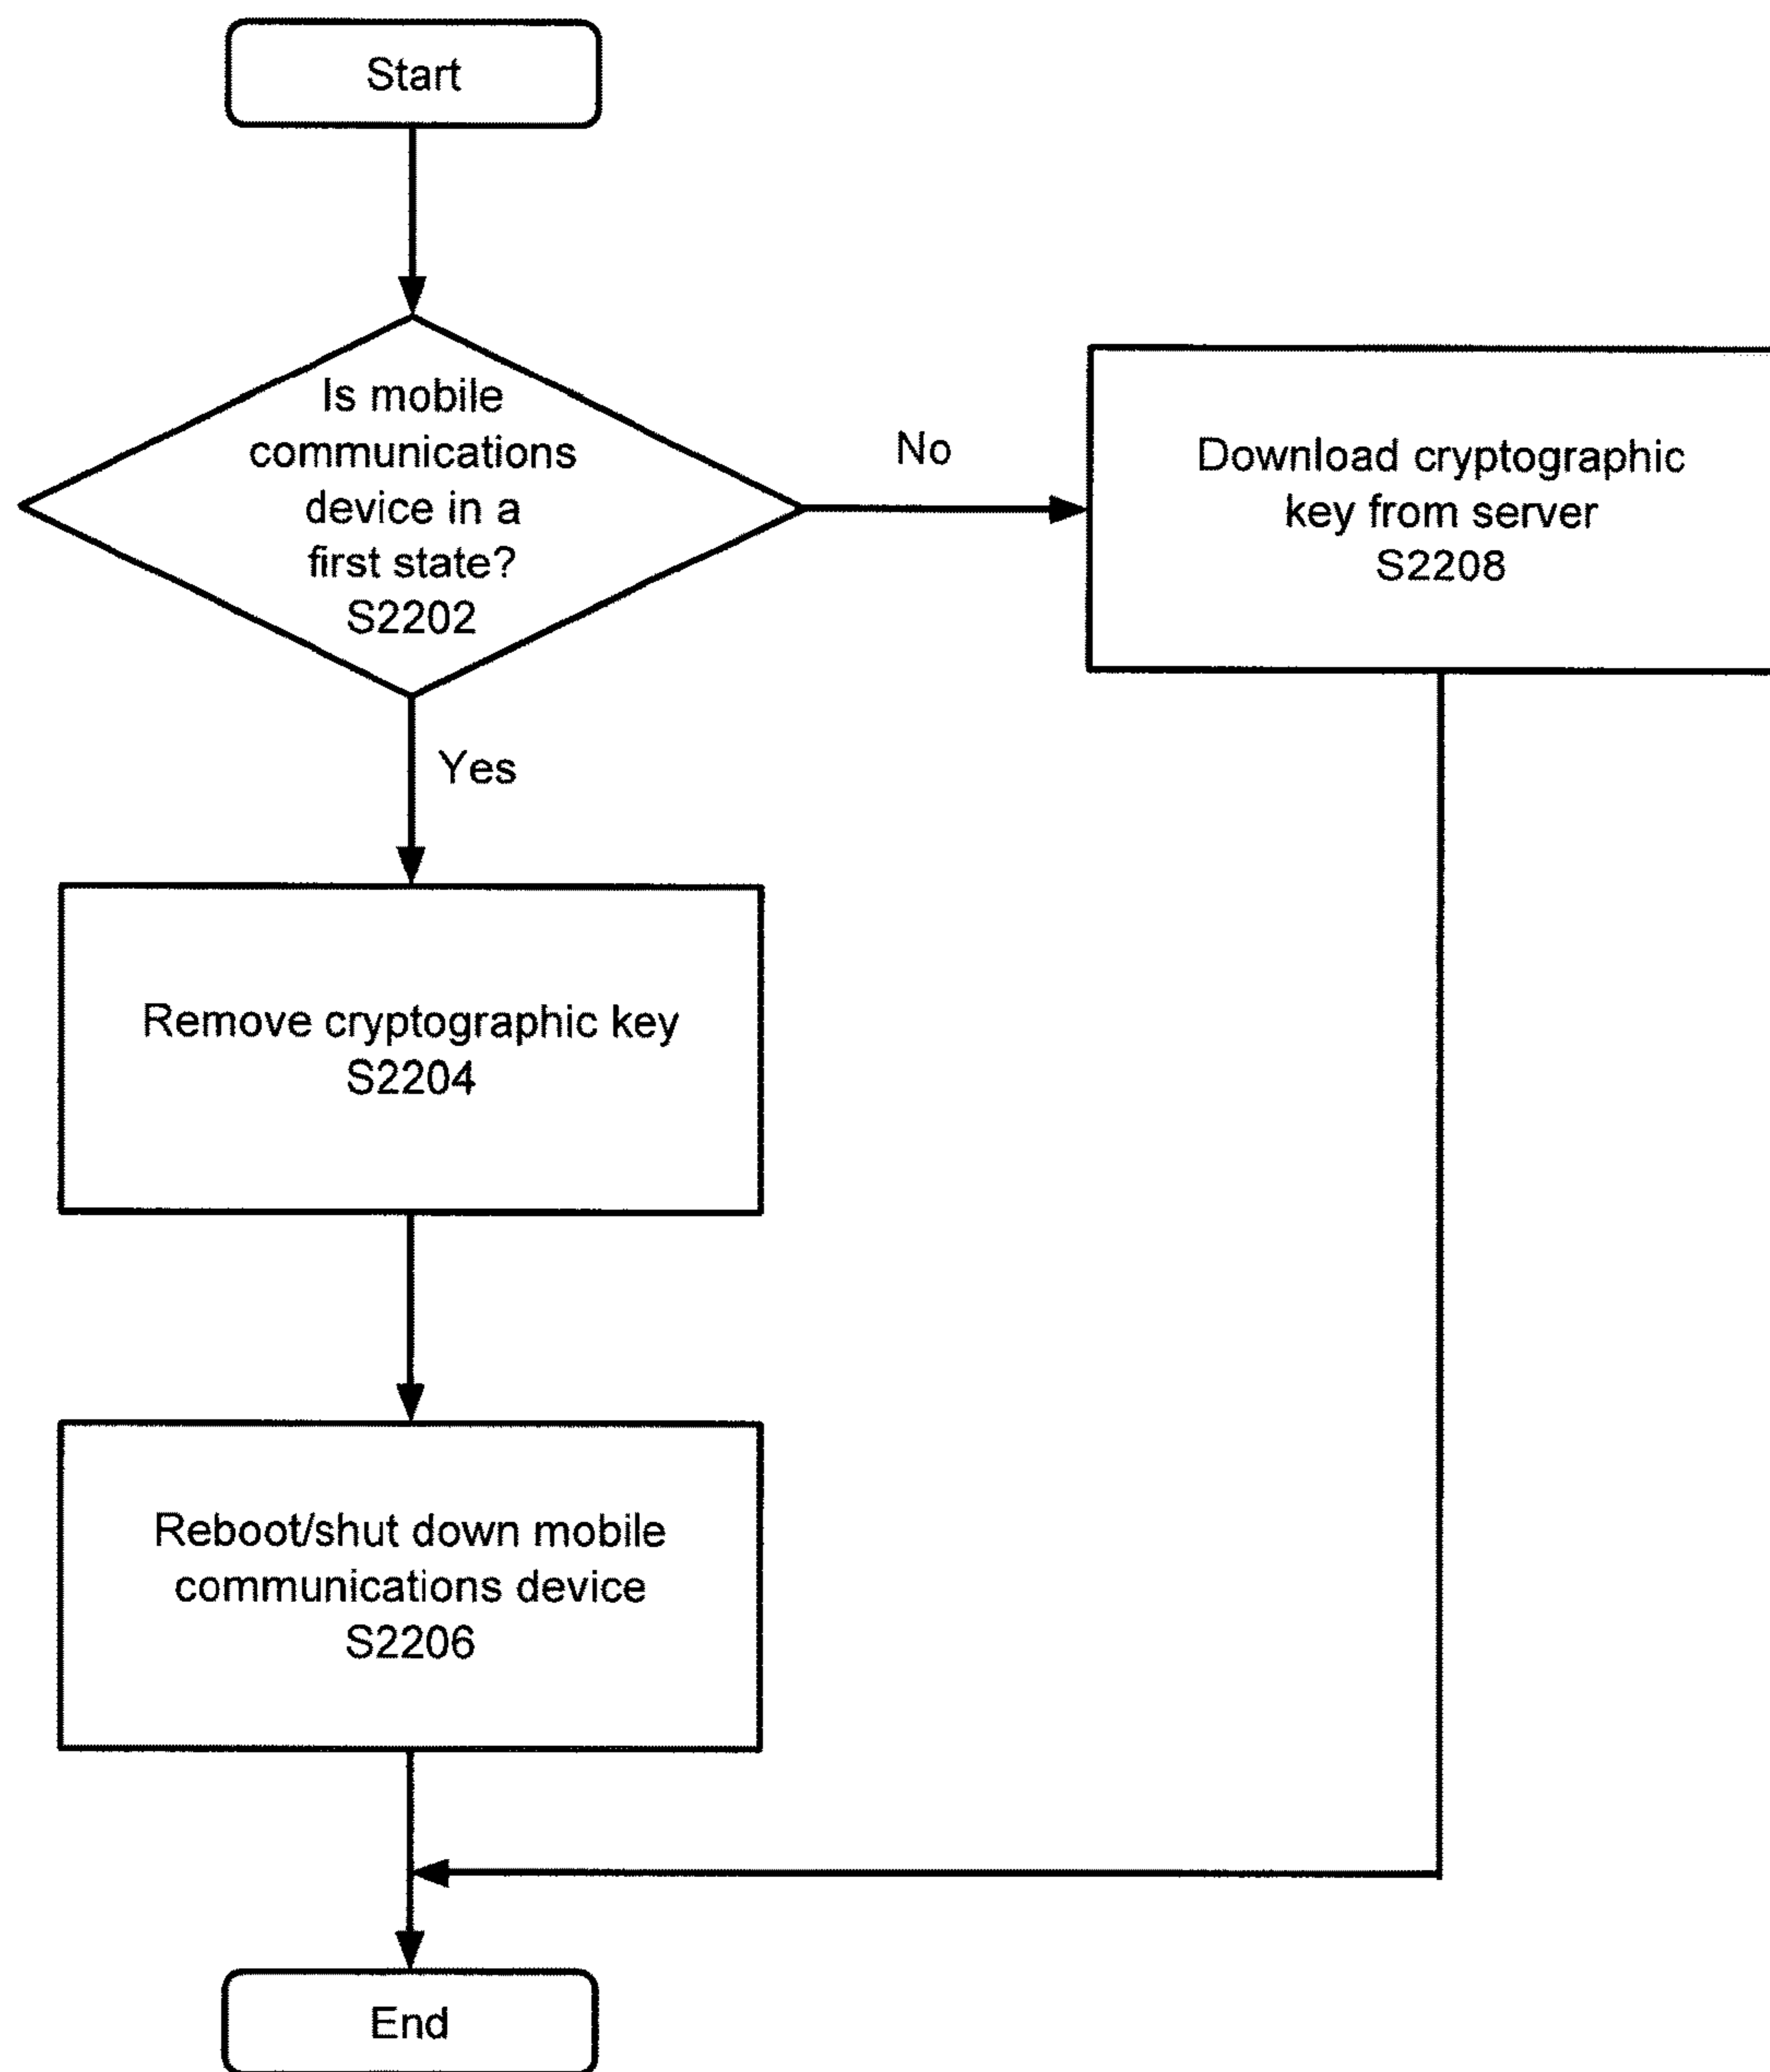 Start
Is mobile
communications
device in a
first state?
S2202
No
Download cryptographic
key from server
S2208
Yes
Remove cryptographic key
S2204
Reboot/shut down mobile
communications device
S2206
End